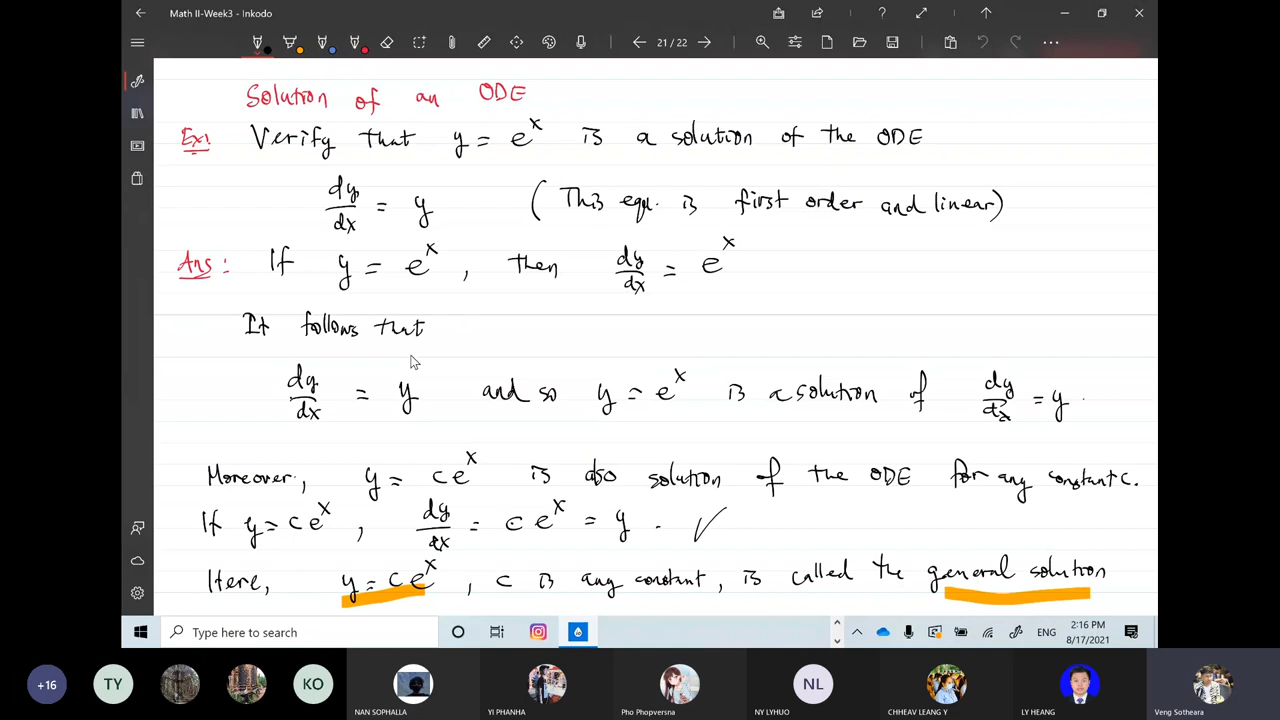 Math II-Week3 - Inkodo
21 / 22
Solution of an ODE
Ex: Verify that y = e^x is a solution of the ODE
dy/dx = y (This equ. is first order and linear)
Ans: If y = e^x, then dy/dx = e^x
It follows that
dy/dx = y and so y = e^x is a solution of dy/dx = y.
Moreover, y = ce^x is also solution of the ODE for any constant c.
If y = ce^x, dy/dx = ce^x = y. ✓
Here, y = ce^x, c is any constant, is called the general solution
Type here to search
ENG
2:16 PM
8/17/2021
+16
TY
KO
NL
NAN SOPHALLA
YI PHANHA
Pho Phopversna
NY LYHUO
CHHEAV LEANG Y
LY HEANG
Veng Sotheara